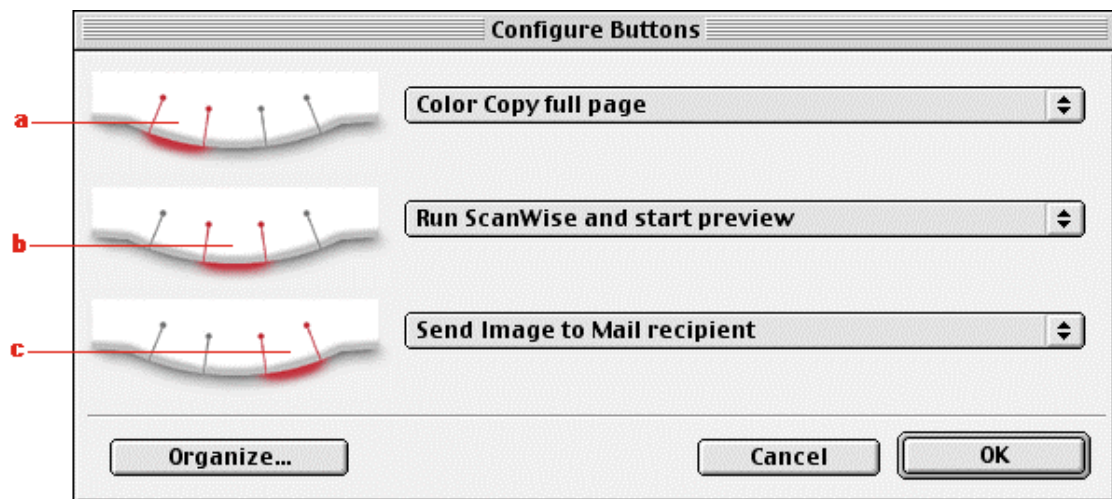 Configure Buttons
a
Color Copy full page
b
Run ScanWise and start preview
c
Send Image to Mail recipient
Organize...
Cancel
OK